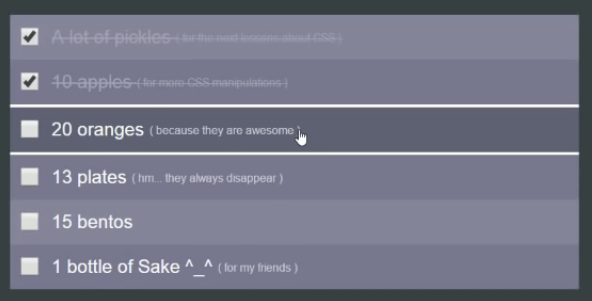 A lot of pickles ( for the next lessons about CSS )
10 apples ( for more CSS manipulations )
20 oranges ( because they are awesome )
13 plates ( hm... they always disappear )
15 bentos
1 bottle of Sake ^_^ ( for my friends )